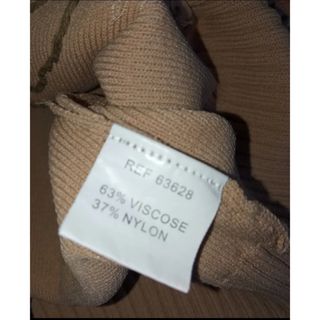 REF 63628
63% VISCOSE
37% NYLON